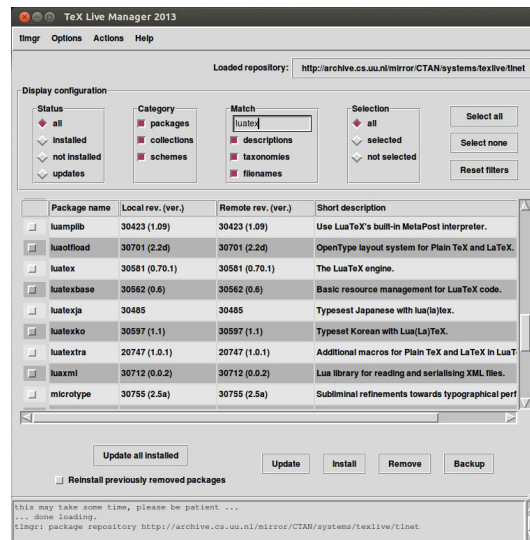 TeX Live Manager 2013
tlmgr Options Actions Help
Loaded repository: http://archive.cs.uu.nl/mirror/CTAN/systems/texlive/tlnet
Display configuration
Status Category Match Selection
all packages luatex all Select all
installed collections descriptions selected Select none
not installed schemes taxonomies not selected
updates filenames Reset filters
Package name Local rev. (ver.) Remote rev. (ver.) Short description
luamplib 30423 (1.09) 30423 (1.09) Use LuaTeX's built-in MetaPost interpreter.
luaotfload 30701 (2.2d) 30701 (2.2d) OpenType layout system for Plain TeX and LaTeX.
luatex 30581 (0.70.1) 30581 (0.70.1) The LuaTeX engine.
luatexbase 30562 (0.6) 30562 (0.6) Basic resource management for LuaTeX code.
luatexja 30485 30485 Typesest Japanese with lua(la)tex.
luatexko 30597 (1.1) 30597 (1.1) Typeset Korean with Lua(La)TeX.
luatextra 20747 (1.0.1) 20747 (1.0.1) Additional macros for Plain TeX and LaTeX in LuaT
luaxml 30712 (0.0.2) 30712 (0.0.2) Lua library for reading and serialising XML files.
microtype 30755 (2.5a) 30755 (2.5a) Subliminal refinements towards typographical perf
Update all installed Update Install Remove Backup
Reinstall previously removed packages
this may take some time, please be patient ...
... done loading.
tlmgr: package repository http://archive.cs.uu.nl/mirror/CTAN/systems/texlive/tlnet